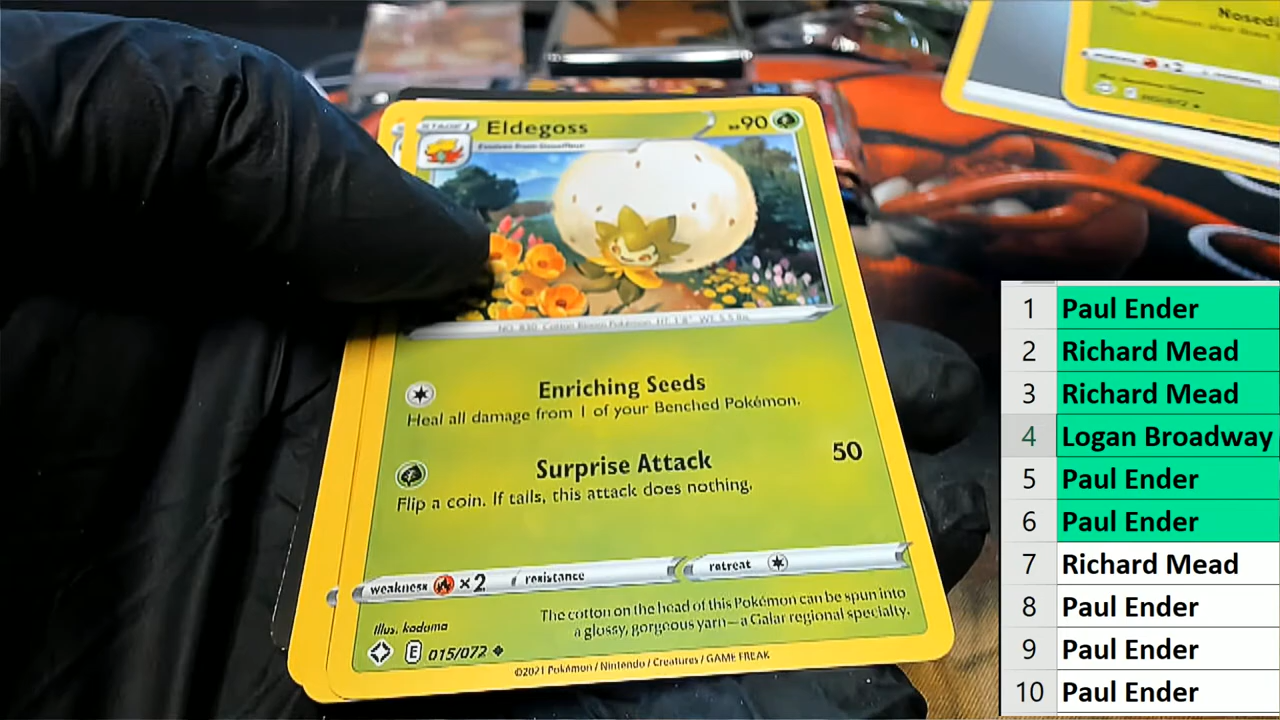 Nosedi
STAGE 1
Eldegoss
HP 90
NO. 830 Cotton Bloom Pokémon HT: 1'8" WT: 5.5 lbs.
Enriching Seeds
Heal all damage from 1 of your Benched Pokémon.
Surprise Attack 50
Flip a coin. If tails, this attack does nothing.
weakness ×2 resistance retreat
Illus. kodama
The cotton on the head of this Pokémon can be spun into
a glossy, gorgeous yarn—a Galar regional specialty.
E 015/072
©2021 Pokémon / Nintendo / Creatures / GAME FREAK
1 Paul Ender
2 Richard Mead
3 Richard Mead
4 Logan Broadway
5 Paul Ender
6 Paul Ender
7 Richard Mead
8 Paul Ender
9 Paul Ender
10 Paul Ender